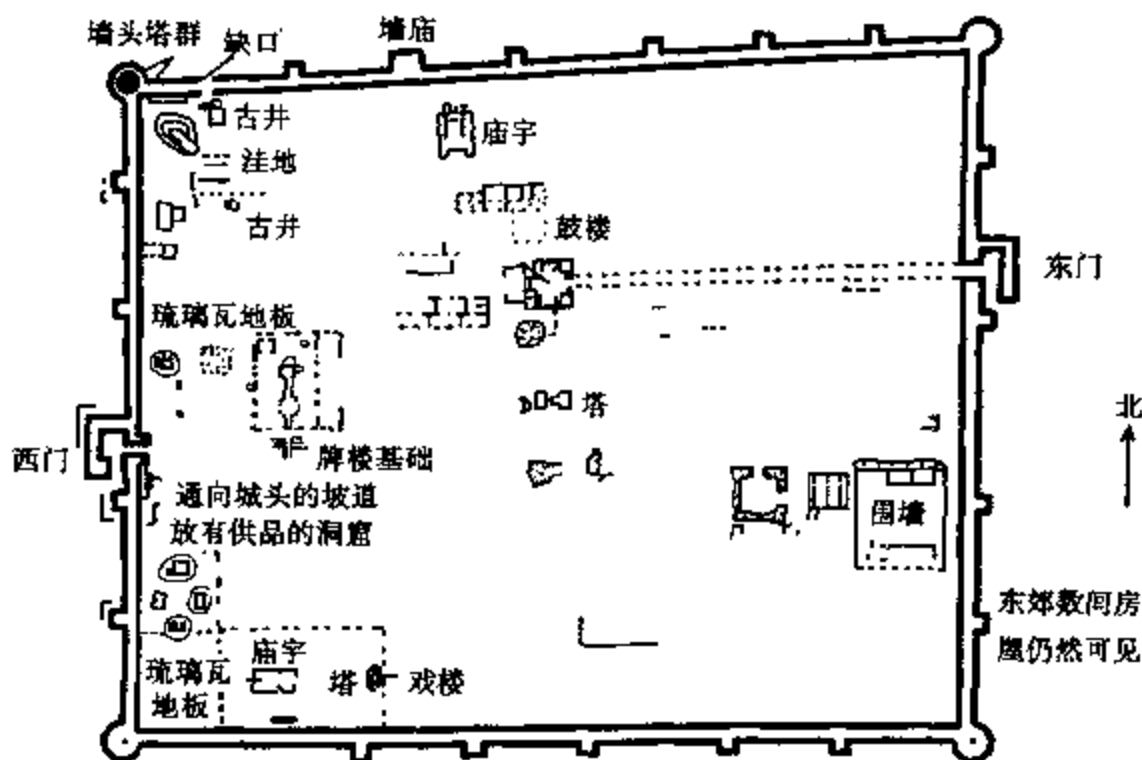 墙头塔群
缺口
墙庙
古井
庙宇
洼地
古井
鼓楼
东门
琉璃瓦地板
塔
北
西门
牌楼基础
通向城头的坡道
围墙
放有供品的洞窟
东郊数间房
屋仍然可见
庙宇
琉璃瓦
地板
塔
戏楼